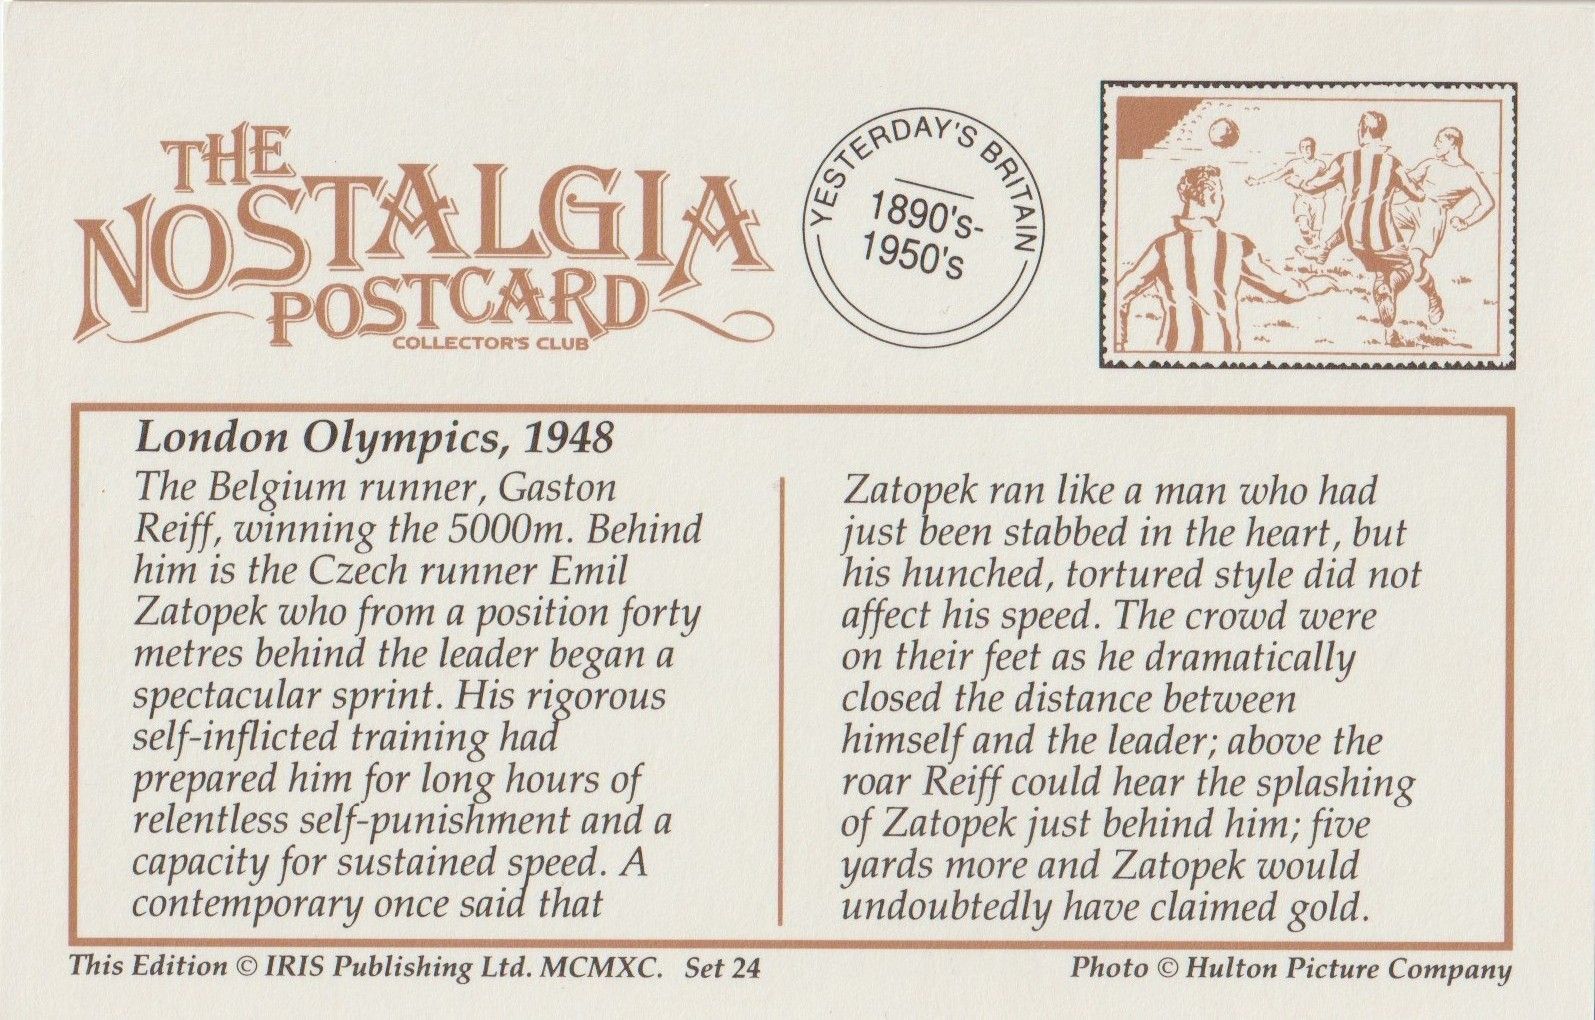 THE
NOSTALGIA
POSTCARD
COLLECTOR'S CLUB
YESTERDAY'S BRITAIN
1890's-
1950's
London Olympics, 1948
The Belgium runner, Gaston
Reiff, winning the 5000m. Behind
him is the Czech runner Emil
Zatopek who from a position forty
metres behind the leader began a
spectacular sprint. His rigorous
self-inflicted training had
prepared him for long hours of
relentless self-punishment and a
capacity for sustained speed. A
contemporary once said that
Zatopek ran like a man who had
just been stabbed in the heart, but
his hunched, tortured style did not
affect his speed. The crowd were
on their feet as he dramatically
closed the distance between
himself and the leader; above the
roar Reiff could hear the splashing
of Zatopek just behind him; five
yards more and Zatopek would
undoubtedly have claimed gold.
This Edition © IRIS Publishing Ltd. MCMXC. Set 24
Photo © Hulton Picture Company